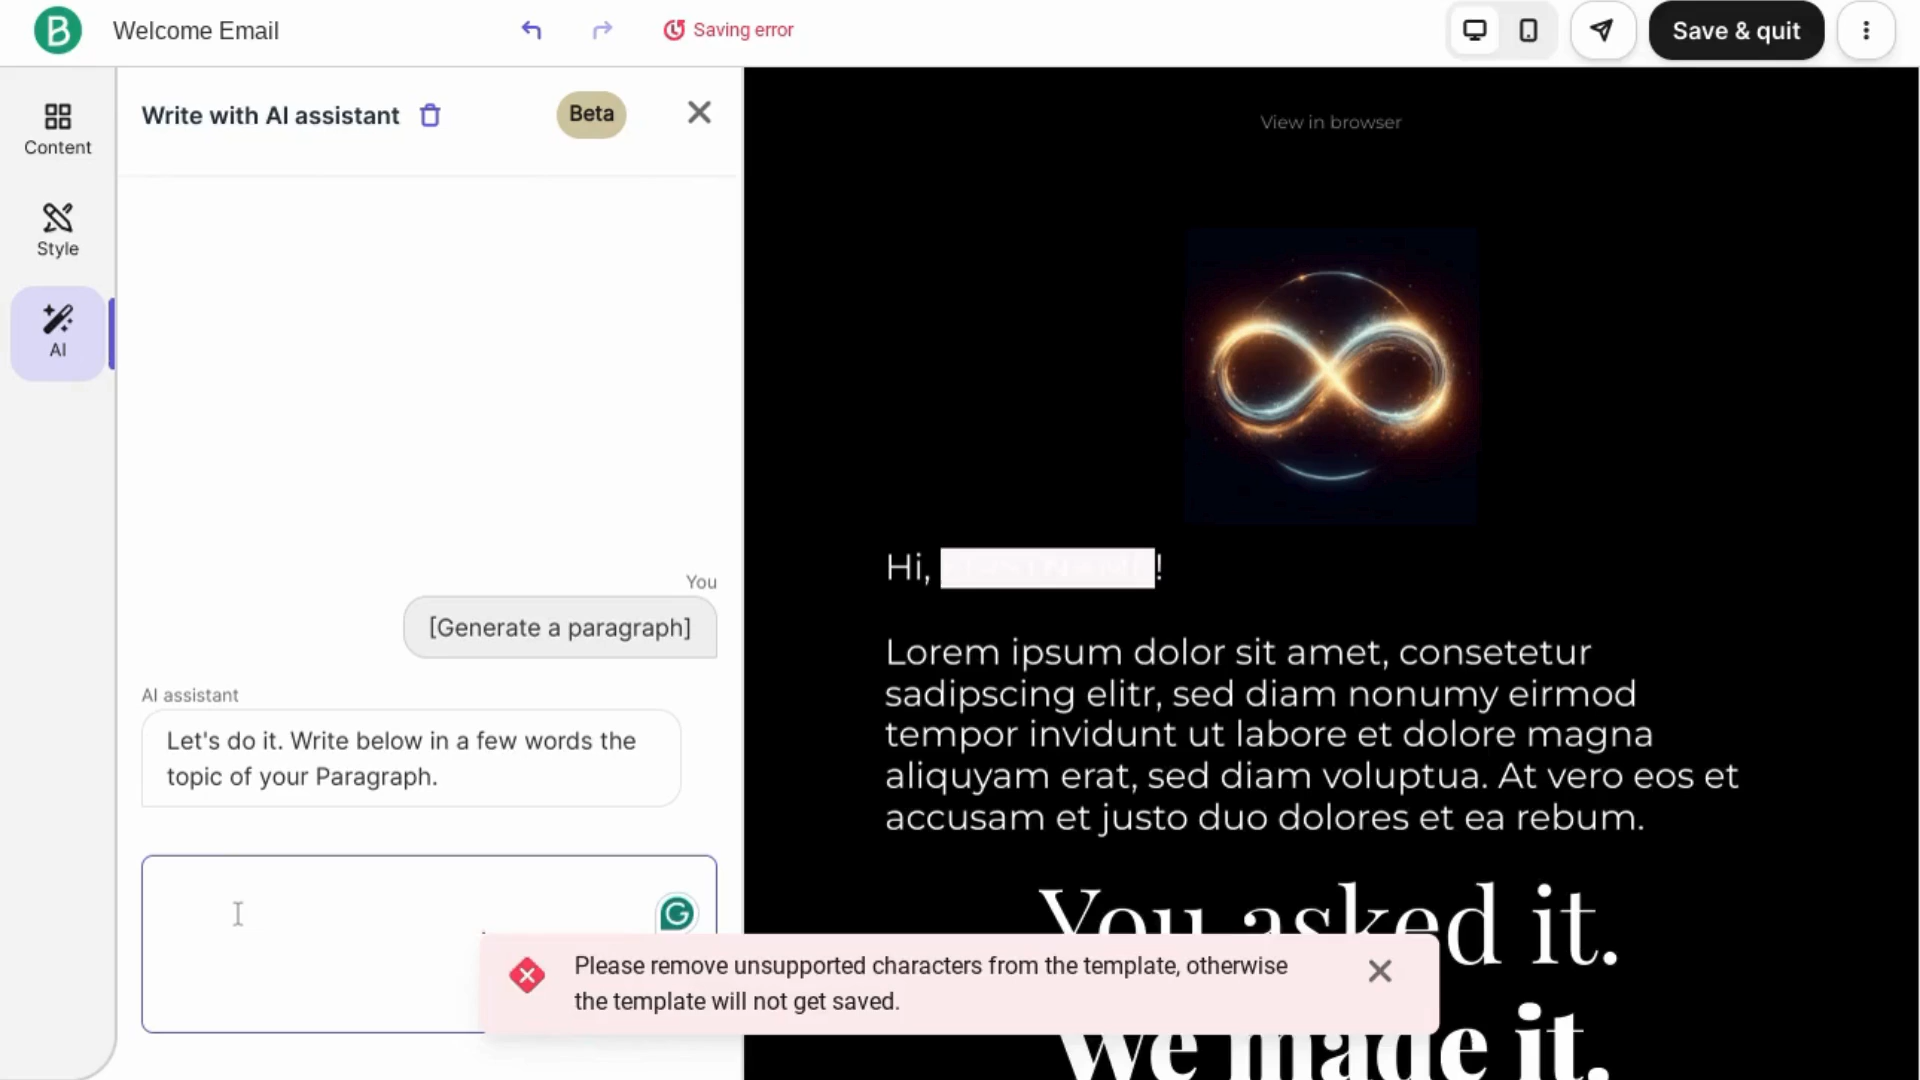 B
Welcome Email
Saving error
Save & quit
Content
Style
AI
Write with AI assistant
Beta
You
[Generate a paragraph]
AI assistant
Let's do it. Write below in a few words the
topic of your Paragraph.
View in browser
Hi, !
Lorem ipsum dolor sit amet, consetetur
sadipscing elitr, sed diam nonumy eirmod
tempor invidunt ut labore et dolore magna
aliquyam erat, sed diam voluptua. At vero eos et
accusam et justo duo dolores et ea rebum.
You asked it.
We made it.
Please remove unsupported characters from the template, otherwise
the template will not get saved.